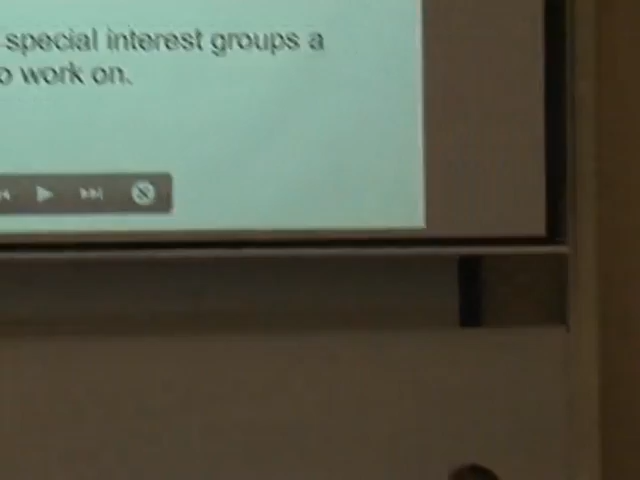 special interest groups a
o work on.